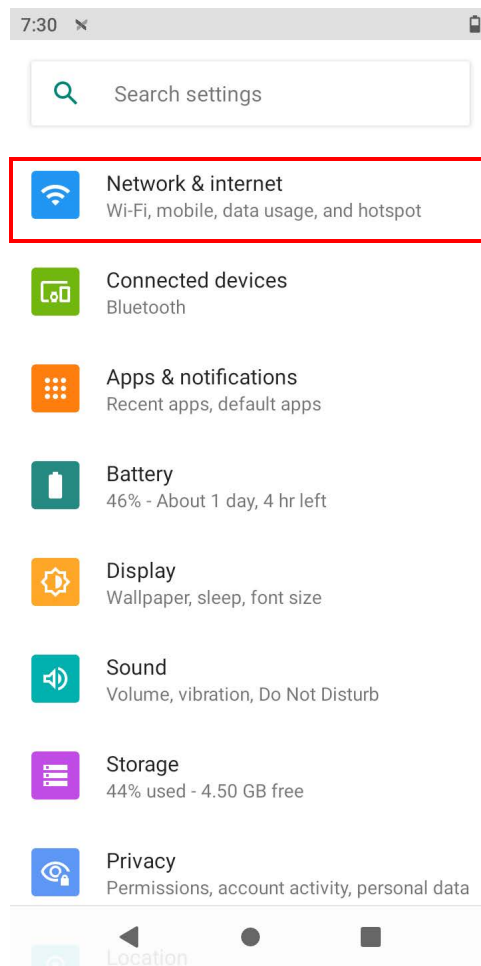 7:30
Search settings
Network & internet
Wi-Fi, mobile, data usage, and hotspot
Connected devices
Bluetooth
Apps & notifications
Recent apps, default apps
Battery
46% - About 1 day, 4 hr left
Display
Wallpaper, sleep, font size
Sound
Volume, vibration, Do Not Disturb
Storage
44% used - 4.50 GB free
Privacy
Permissions, account activity, personal data
Location